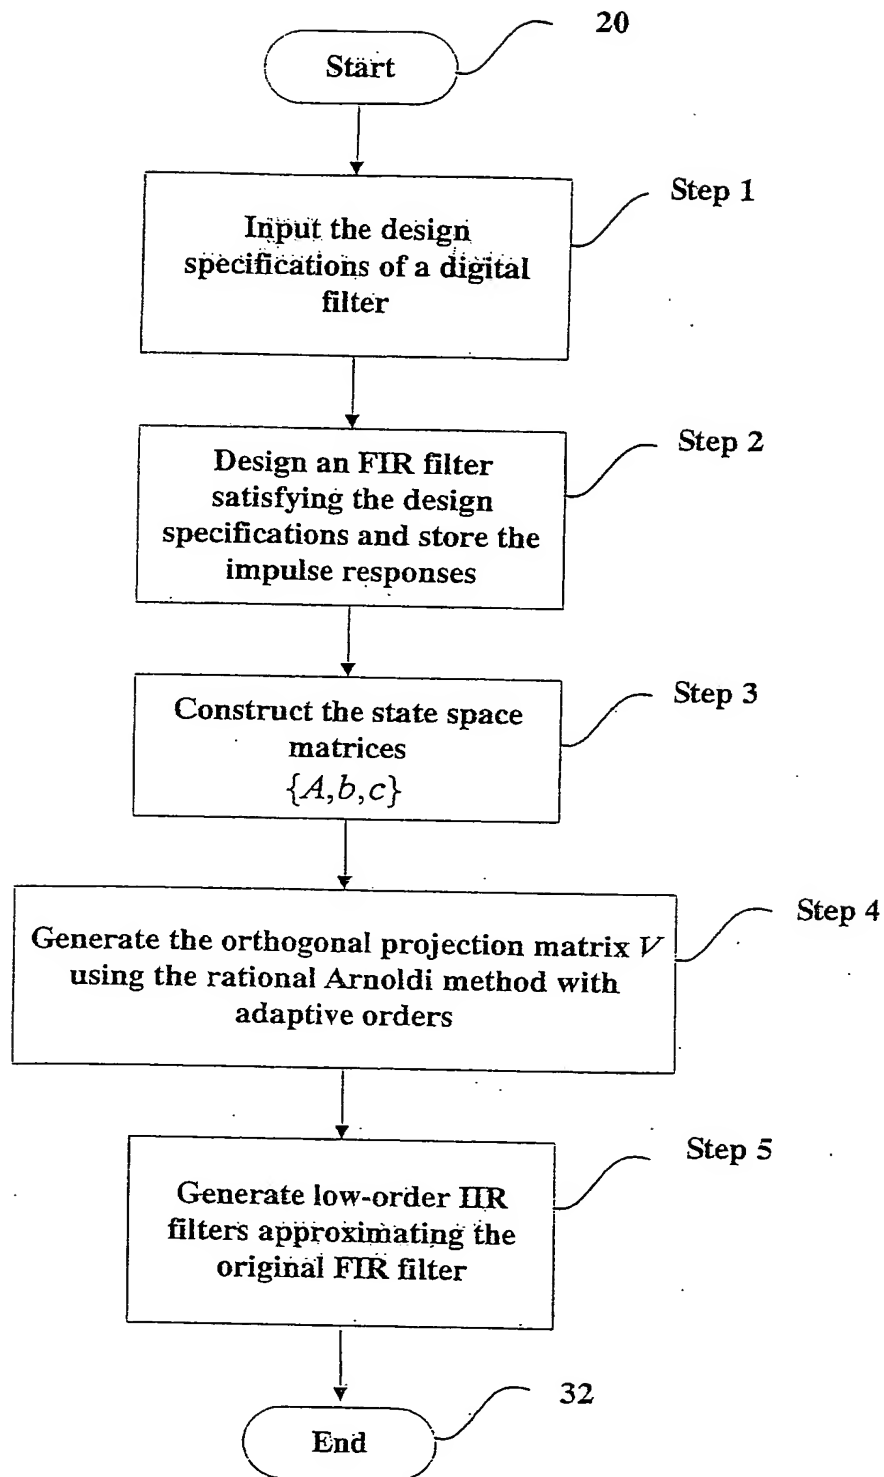 20
Start
Step 1
Input the design
specifications of a digital
filter
Step 2
Design an FIR filter
satisfying the design
specifications and store the
impulse responses
Step 3
Construct the state space
matrices
{A,b,c}
Step 4
Generate the orthogonal projection matrix V
using the rational Arnoldi method with
adaptive orders
Step 5
Generate low-order IIR
filters approximating the
original FIR filter
32
End